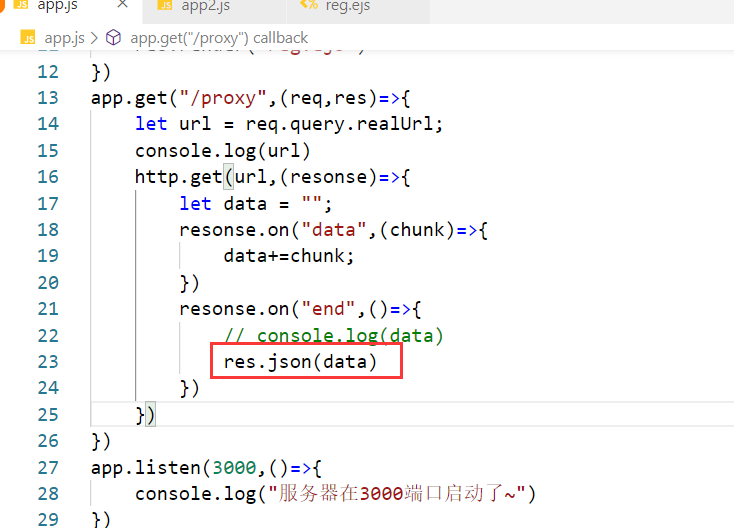 JS app.js × JS app2.js <% reg.ejs
JS app.js > app.get("/proxy") callback
12 })
13 app.get("/proxy",(req,res)=>{
14 let url = req.query.realUrl;
15 console.log(url)
16 http.get(url,(resonse)=>{
17 let data = "";
18 resonse.on("data",(chunk)=>{
19 data+=chunk;
20 })
21 resonse.on("end",()=>{
22 // console.log(data)
23 res.json(data)
24 })
25 })
26 })
27 app.listen(3000,()=>{
28 console.log("服务器在3000端口启动了~")
29 })